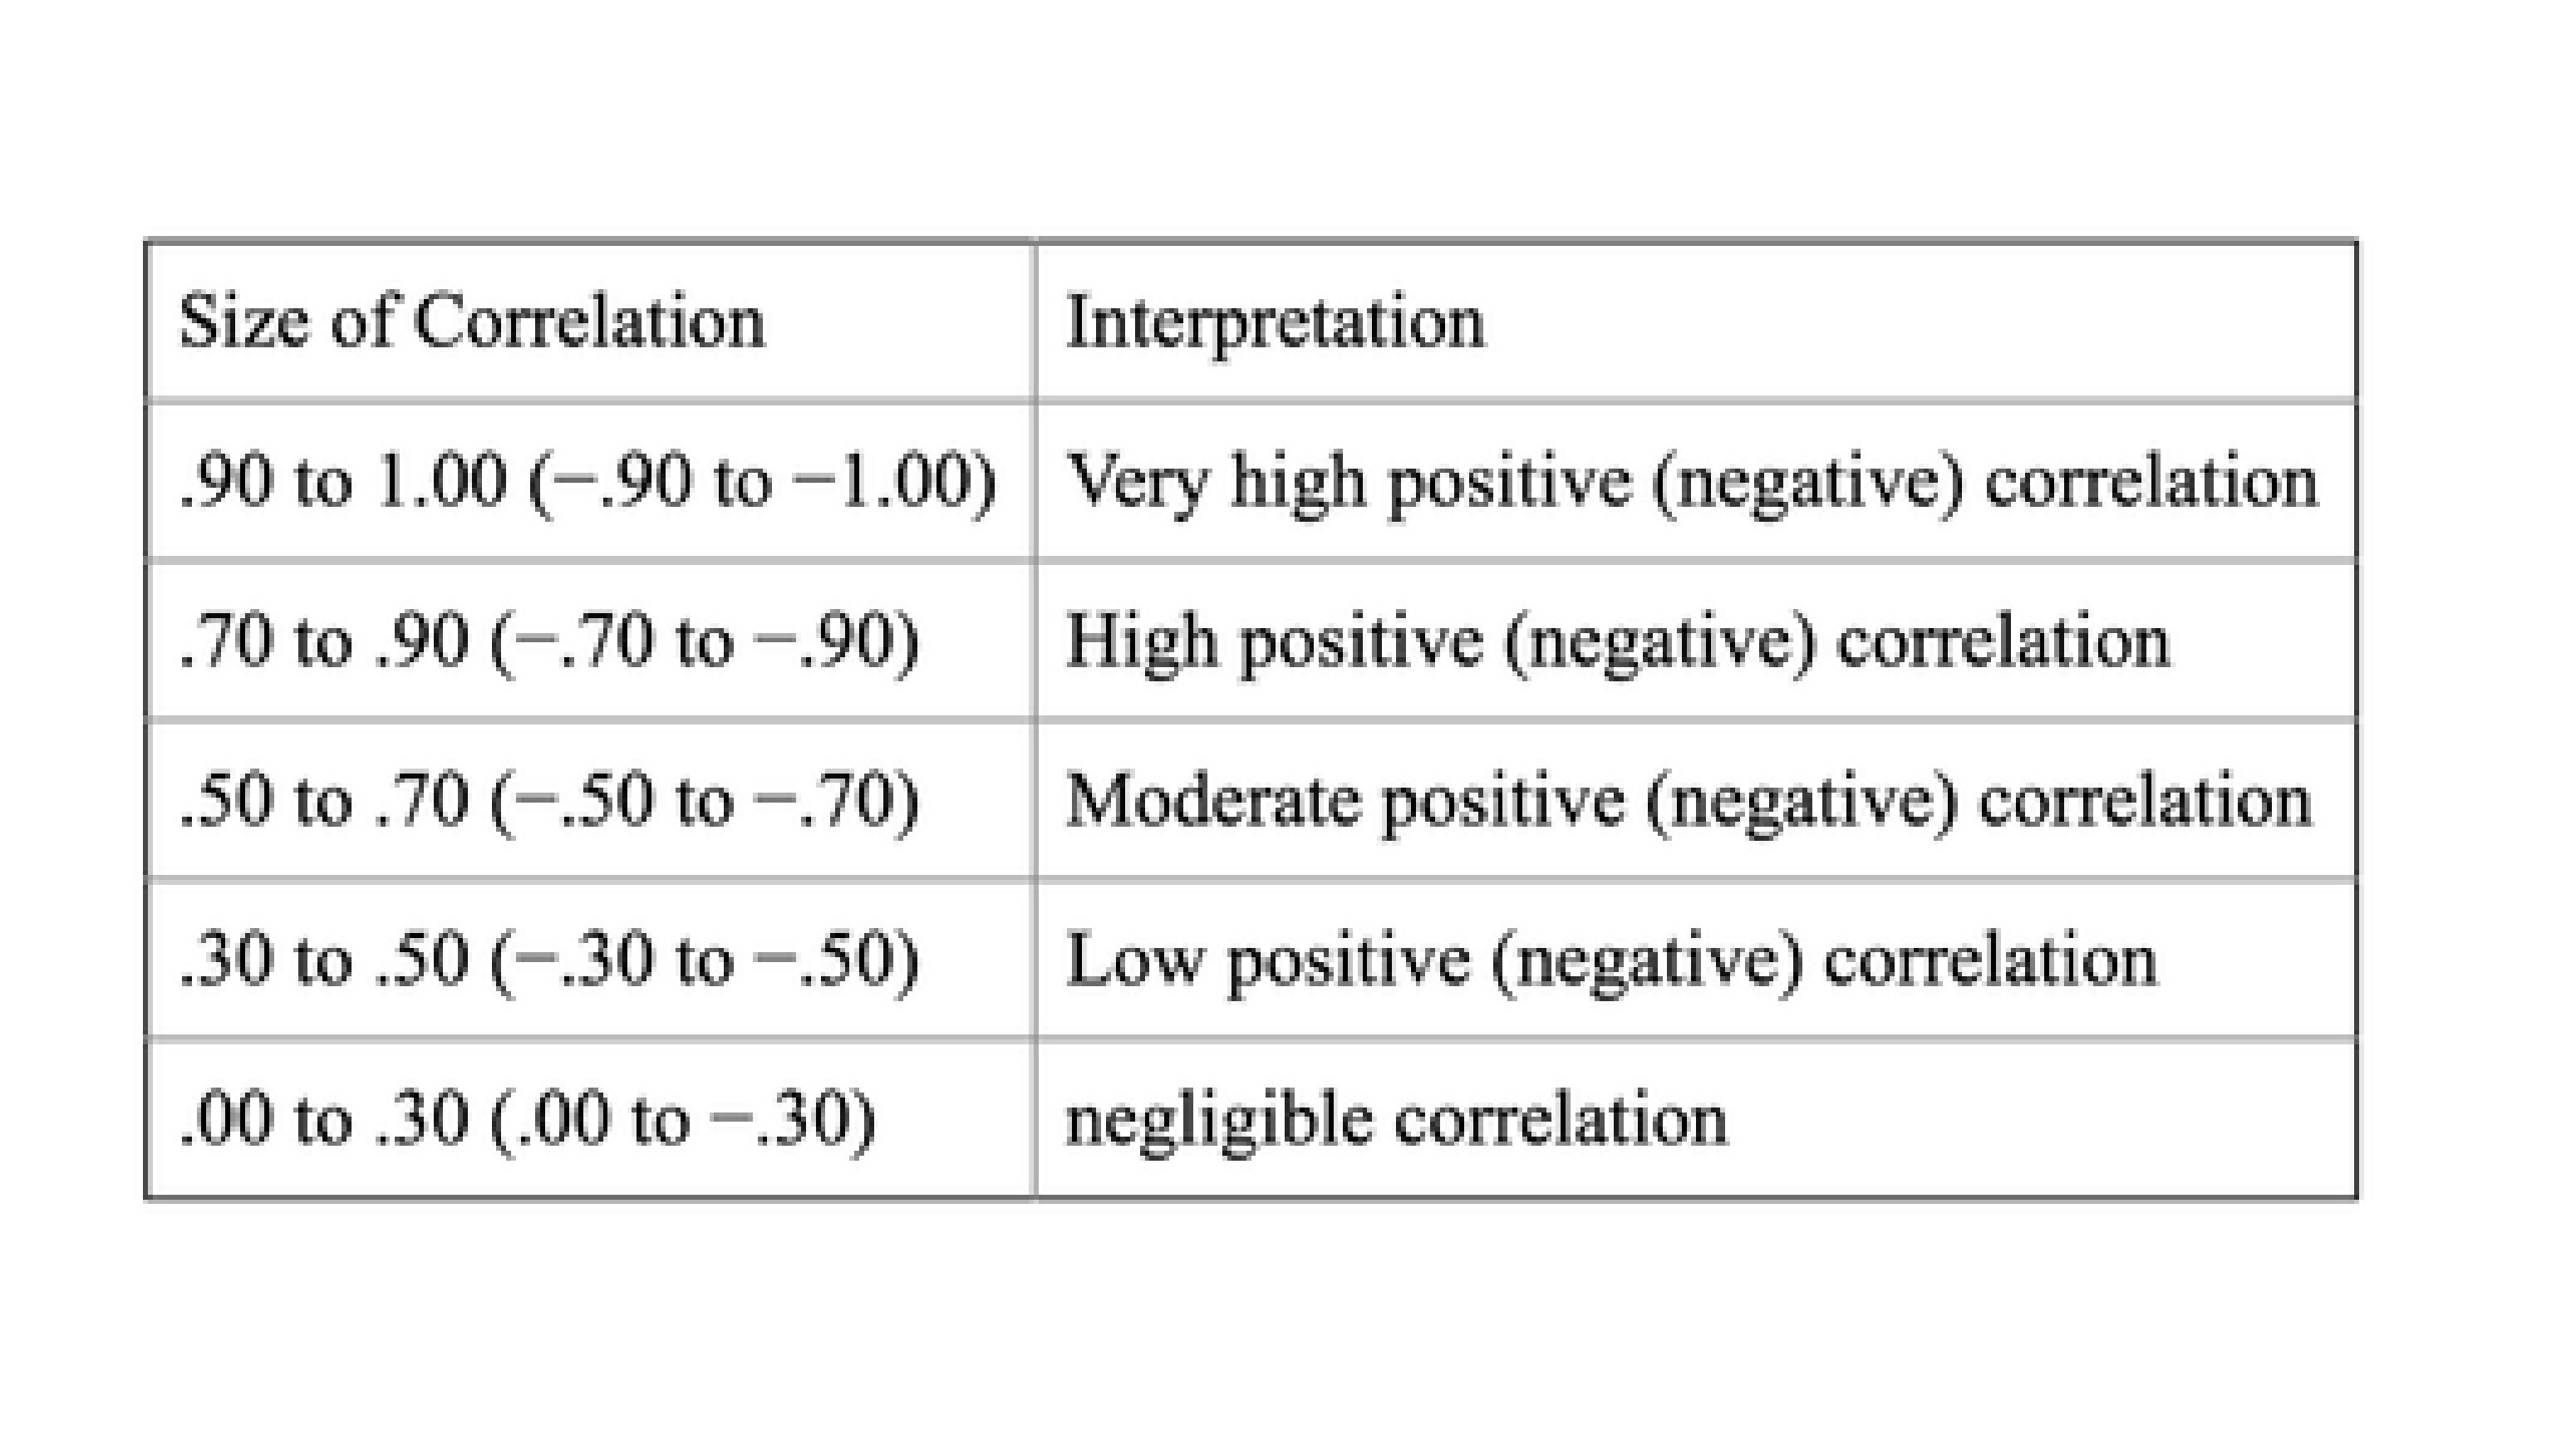 Size of Correlation Interpretation
.90 to 1.00 (−.90 to −1.00) Very high positive (negative) correlation
.70 to .90 (−.70 to −.90) High positive (negative) correlation
.50 to .70 (−.50 to −.70) Moderate positive (negative) correlation
.30 to .50 (−.30 to −.50) Low positive (negative) correlation
.00 to .30 (.00 to −.30) negligible correlation